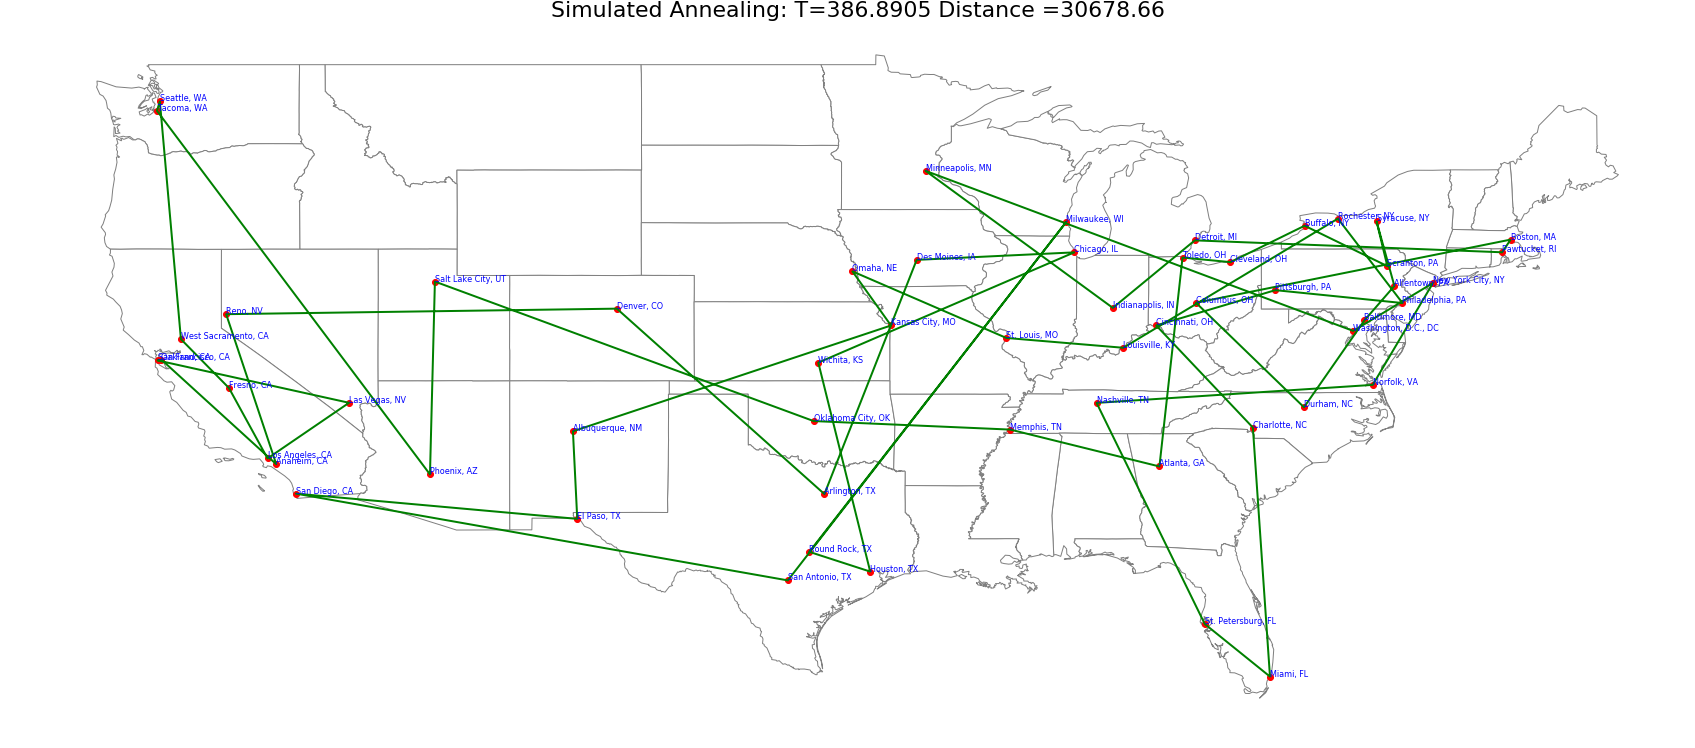 Simulated Annealing: T=386.8905 Distance =30678.66
Seattle, WA
Tacoma, WA
Minneapolis, MN
Milwaukee, WI
Rochester, NY
Syracuse, NY
Buffalo, NY
Detroit, MI
Boston, MA
Chicago, IL
Pawtucket, RI
Des Moines, IA
Toledo, OH
Cleveland, OH
Scranton, PA
Omaha, NE
Salt Lake City, UT
New York City, NY
Allentown, PA
Pittsburgh, PA
Philadelphia, PA
Columbus, OH
Indianapolis, IN
Denver, CO
Reno, NV
Baltimore, MD
Kansas City, MO
Cincinnati, OH
Washington, D.C., DC
West Sacramento, CA
St. Louis, MO
Louisville, KY
Wichita, KS
Norfolk, VA
Fresno, CA
Las Vegas, NV
Nashville, TN
Durham, NC
Oklahoma City, OK
Charlotte, NC
Memphis, TN
Albuquerque, NM
Los Angeles, CA
Anaheim, CA
Atlanta, GA
Phoenix, AZ
San Diego, CA
Arlington, TX
El Paso, TX
Round Rock, TX
Houston, TX
San Antonio, TX
St. Petersburg, FL
Miami, FL